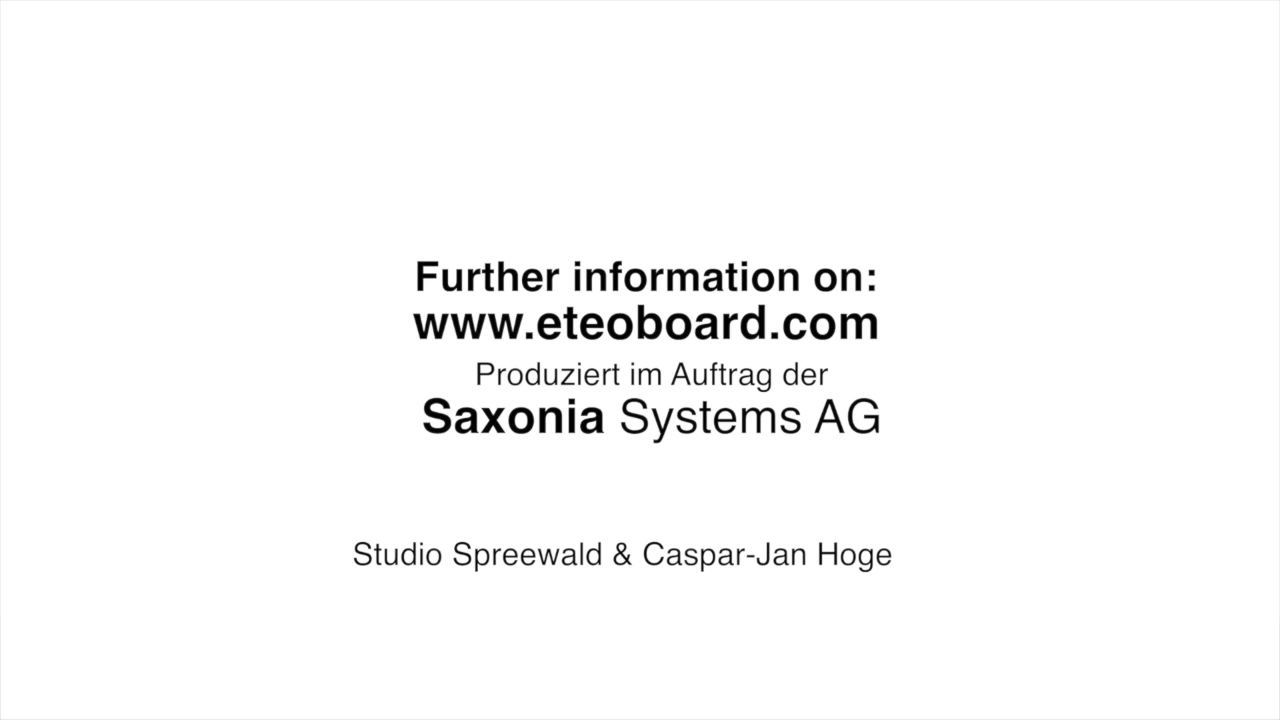 Further information on:
www.eteoboard.com
Produziert im Auftrag der
Saxonia Systems AG
Studio Spreewald & Caspar-Jan Hoge